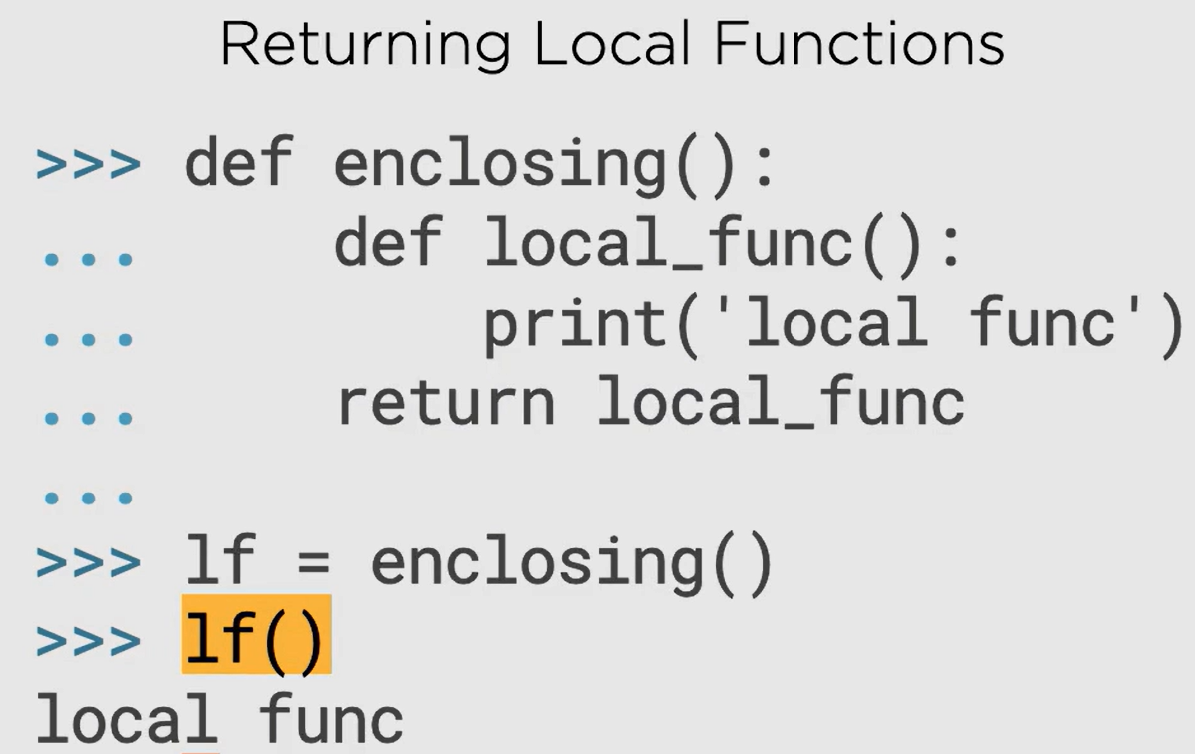 Returning Local Functions
>>> def enclosing():
...     def local_func():
...         print('local func')
...     return local_func
...
>>> lf = enclosing()
>>> lf()
local func